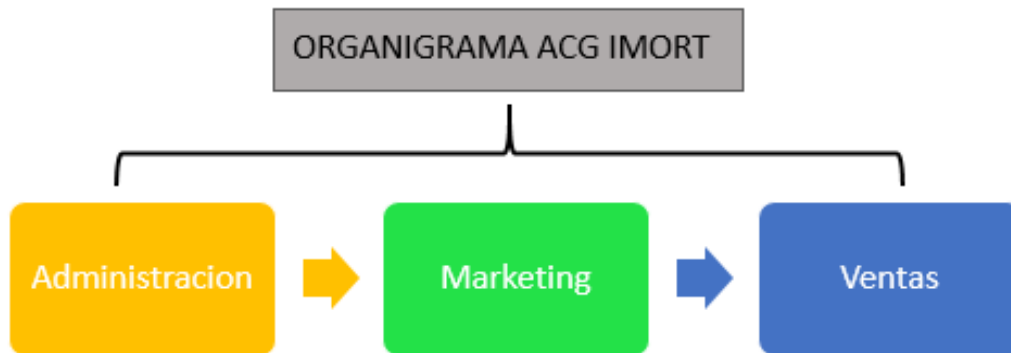 ORGANIGRAMA ACG IMORT
Administracion
Marketing
Ventas